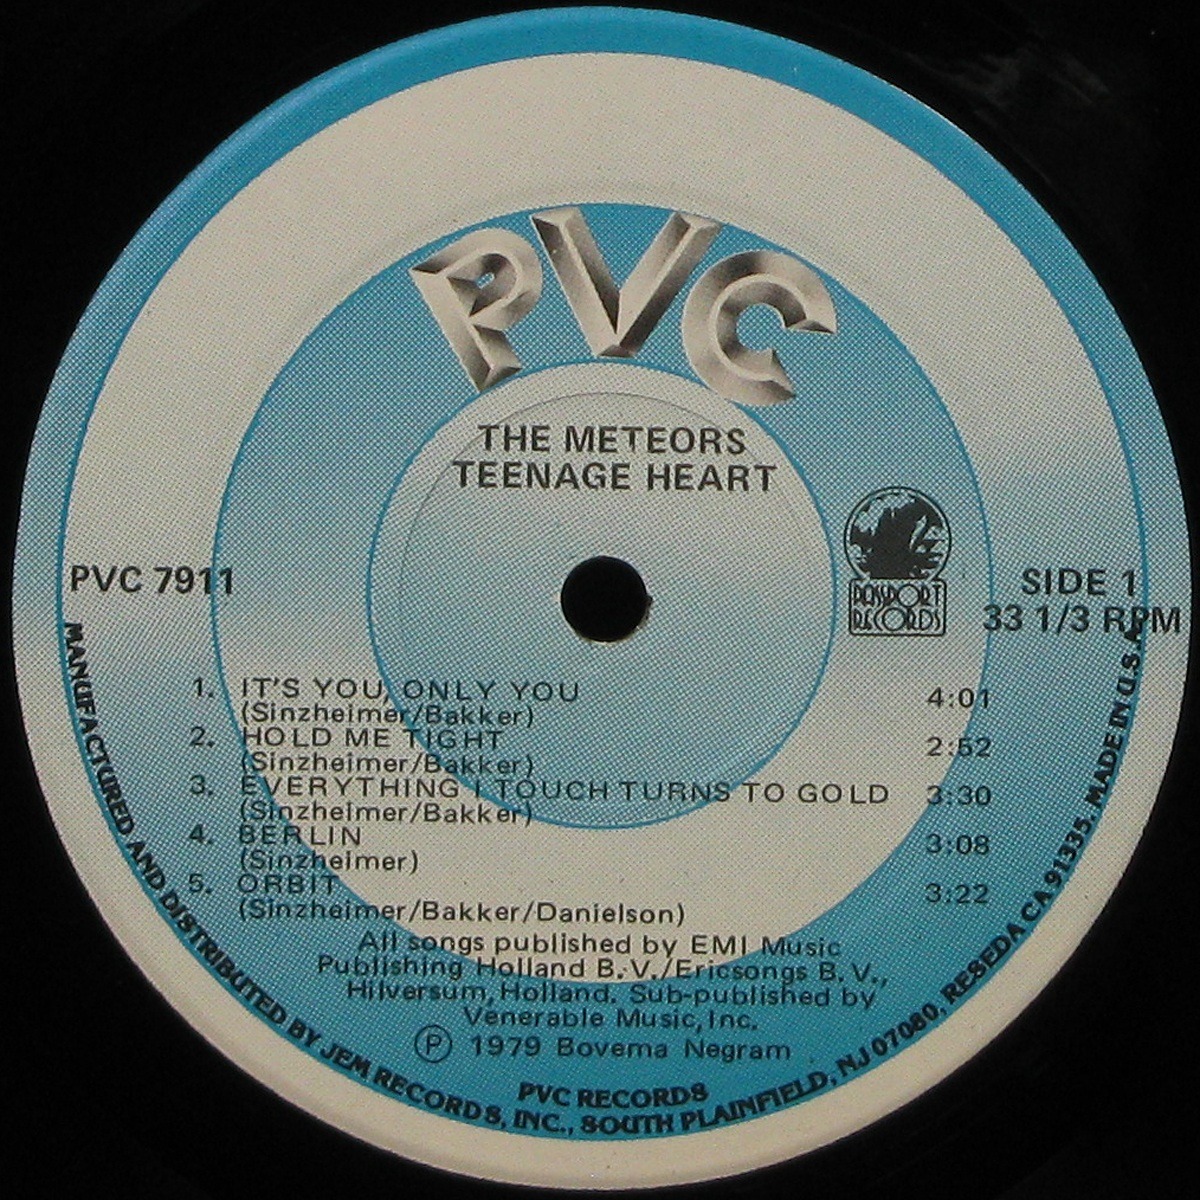 PVC
THE METEORS
TEENAGE HEART
PASSPORT
RECORDS
PVC 7911
SIDE 1
33 1/3 RPM
1. IT'S YOU, ONLY YOU 4:01
(Sinzheimer/Bakker)
2. HOLD ME TIGHT 2:52
(Sinzheimer/Bakker)
3. EVERYTHING I TOUCH TURNS TO GOLD 3:30
(Sinzheimer/Bakker)
4. BERLIN 3:08
(Sinzheimer)
5. ORBIT 3:22
(Sinzheimer/Bakker/Danielson)
All songs published by EMI Music
Publishing Holland B.V./Ericsongs B.V.,
Hilversum, Holland. Sub-published by
Venerable Music, Inc.
Ⓟ 1979 Bovema Negram
PVC RECORDS
MANUFACTURED AND DISTRIBUTED BY JEM RECORDS, INC., SOUTH PLAINFIELD, NJ 07080, RESEDA CA 91335. MADE IN U.S.A.